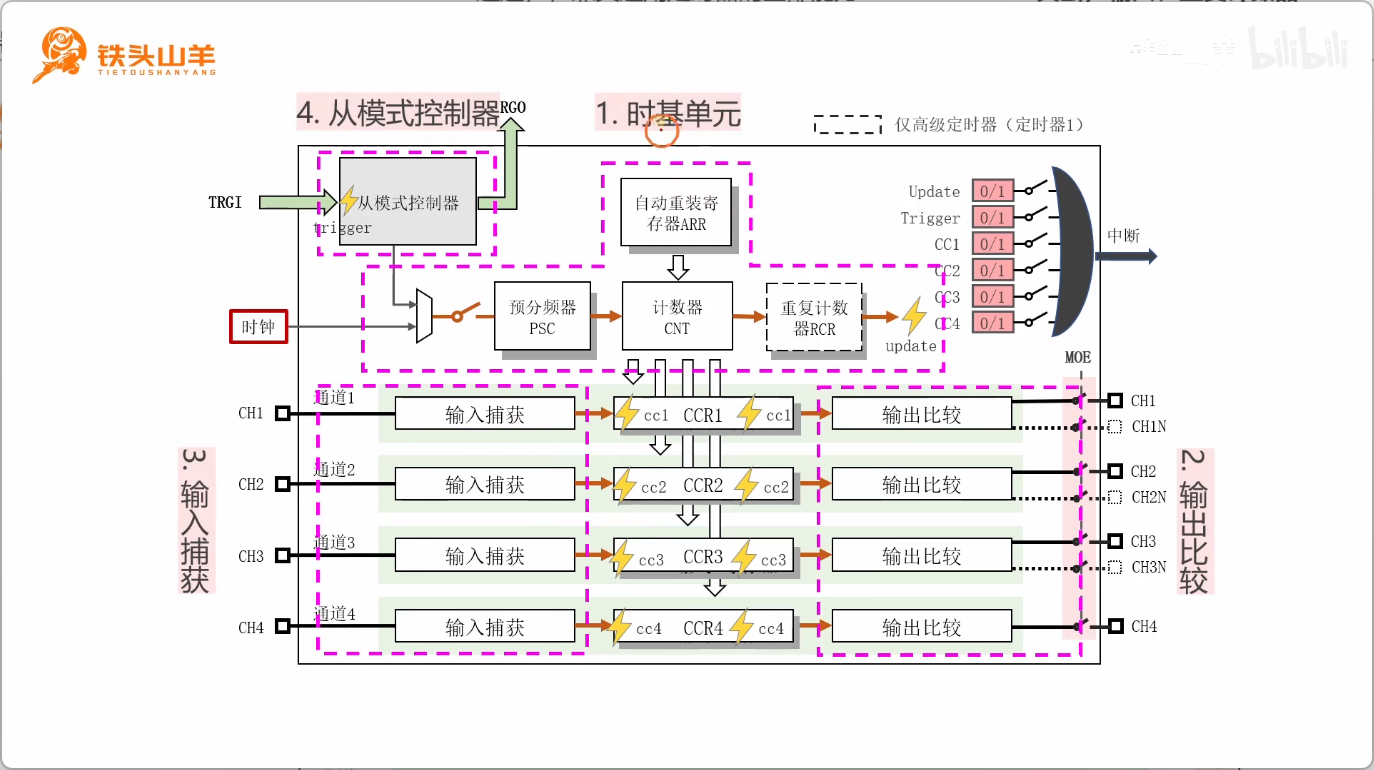 铁头山羊
TIETOUSHANYANG
bilibili
4. 从模式控制器
RGO
1. 时基单元
仅高级定时器（定时器1）
TRGI
从模式控制器
trigger
自动重装寄
存器ARR
Update 0/1
Trigger 0/1
CC1 0/1
CC2 0/1
CC3 0/1
CC4 0/1
中断
时钟
预分频器
PSC
计数器
CNT
重复计数
器RCR
update
MOE
通道1
CH1 输入捕获 cc1 CCR1 cc1 输出比较 CH1
CH1N
通道2
CH2 输入捕获 cc2 CCR2 cc2 输出比较 CH2
CH2N
通道3
CH3 输入捕获 cc3 CCR3 cc3 输出比较 CH3
CH3N
通道4
CH4 输入捕获 cc4 CCR4 cc4 输出比较 CH4
3. 输入捕获
2. 输出比较